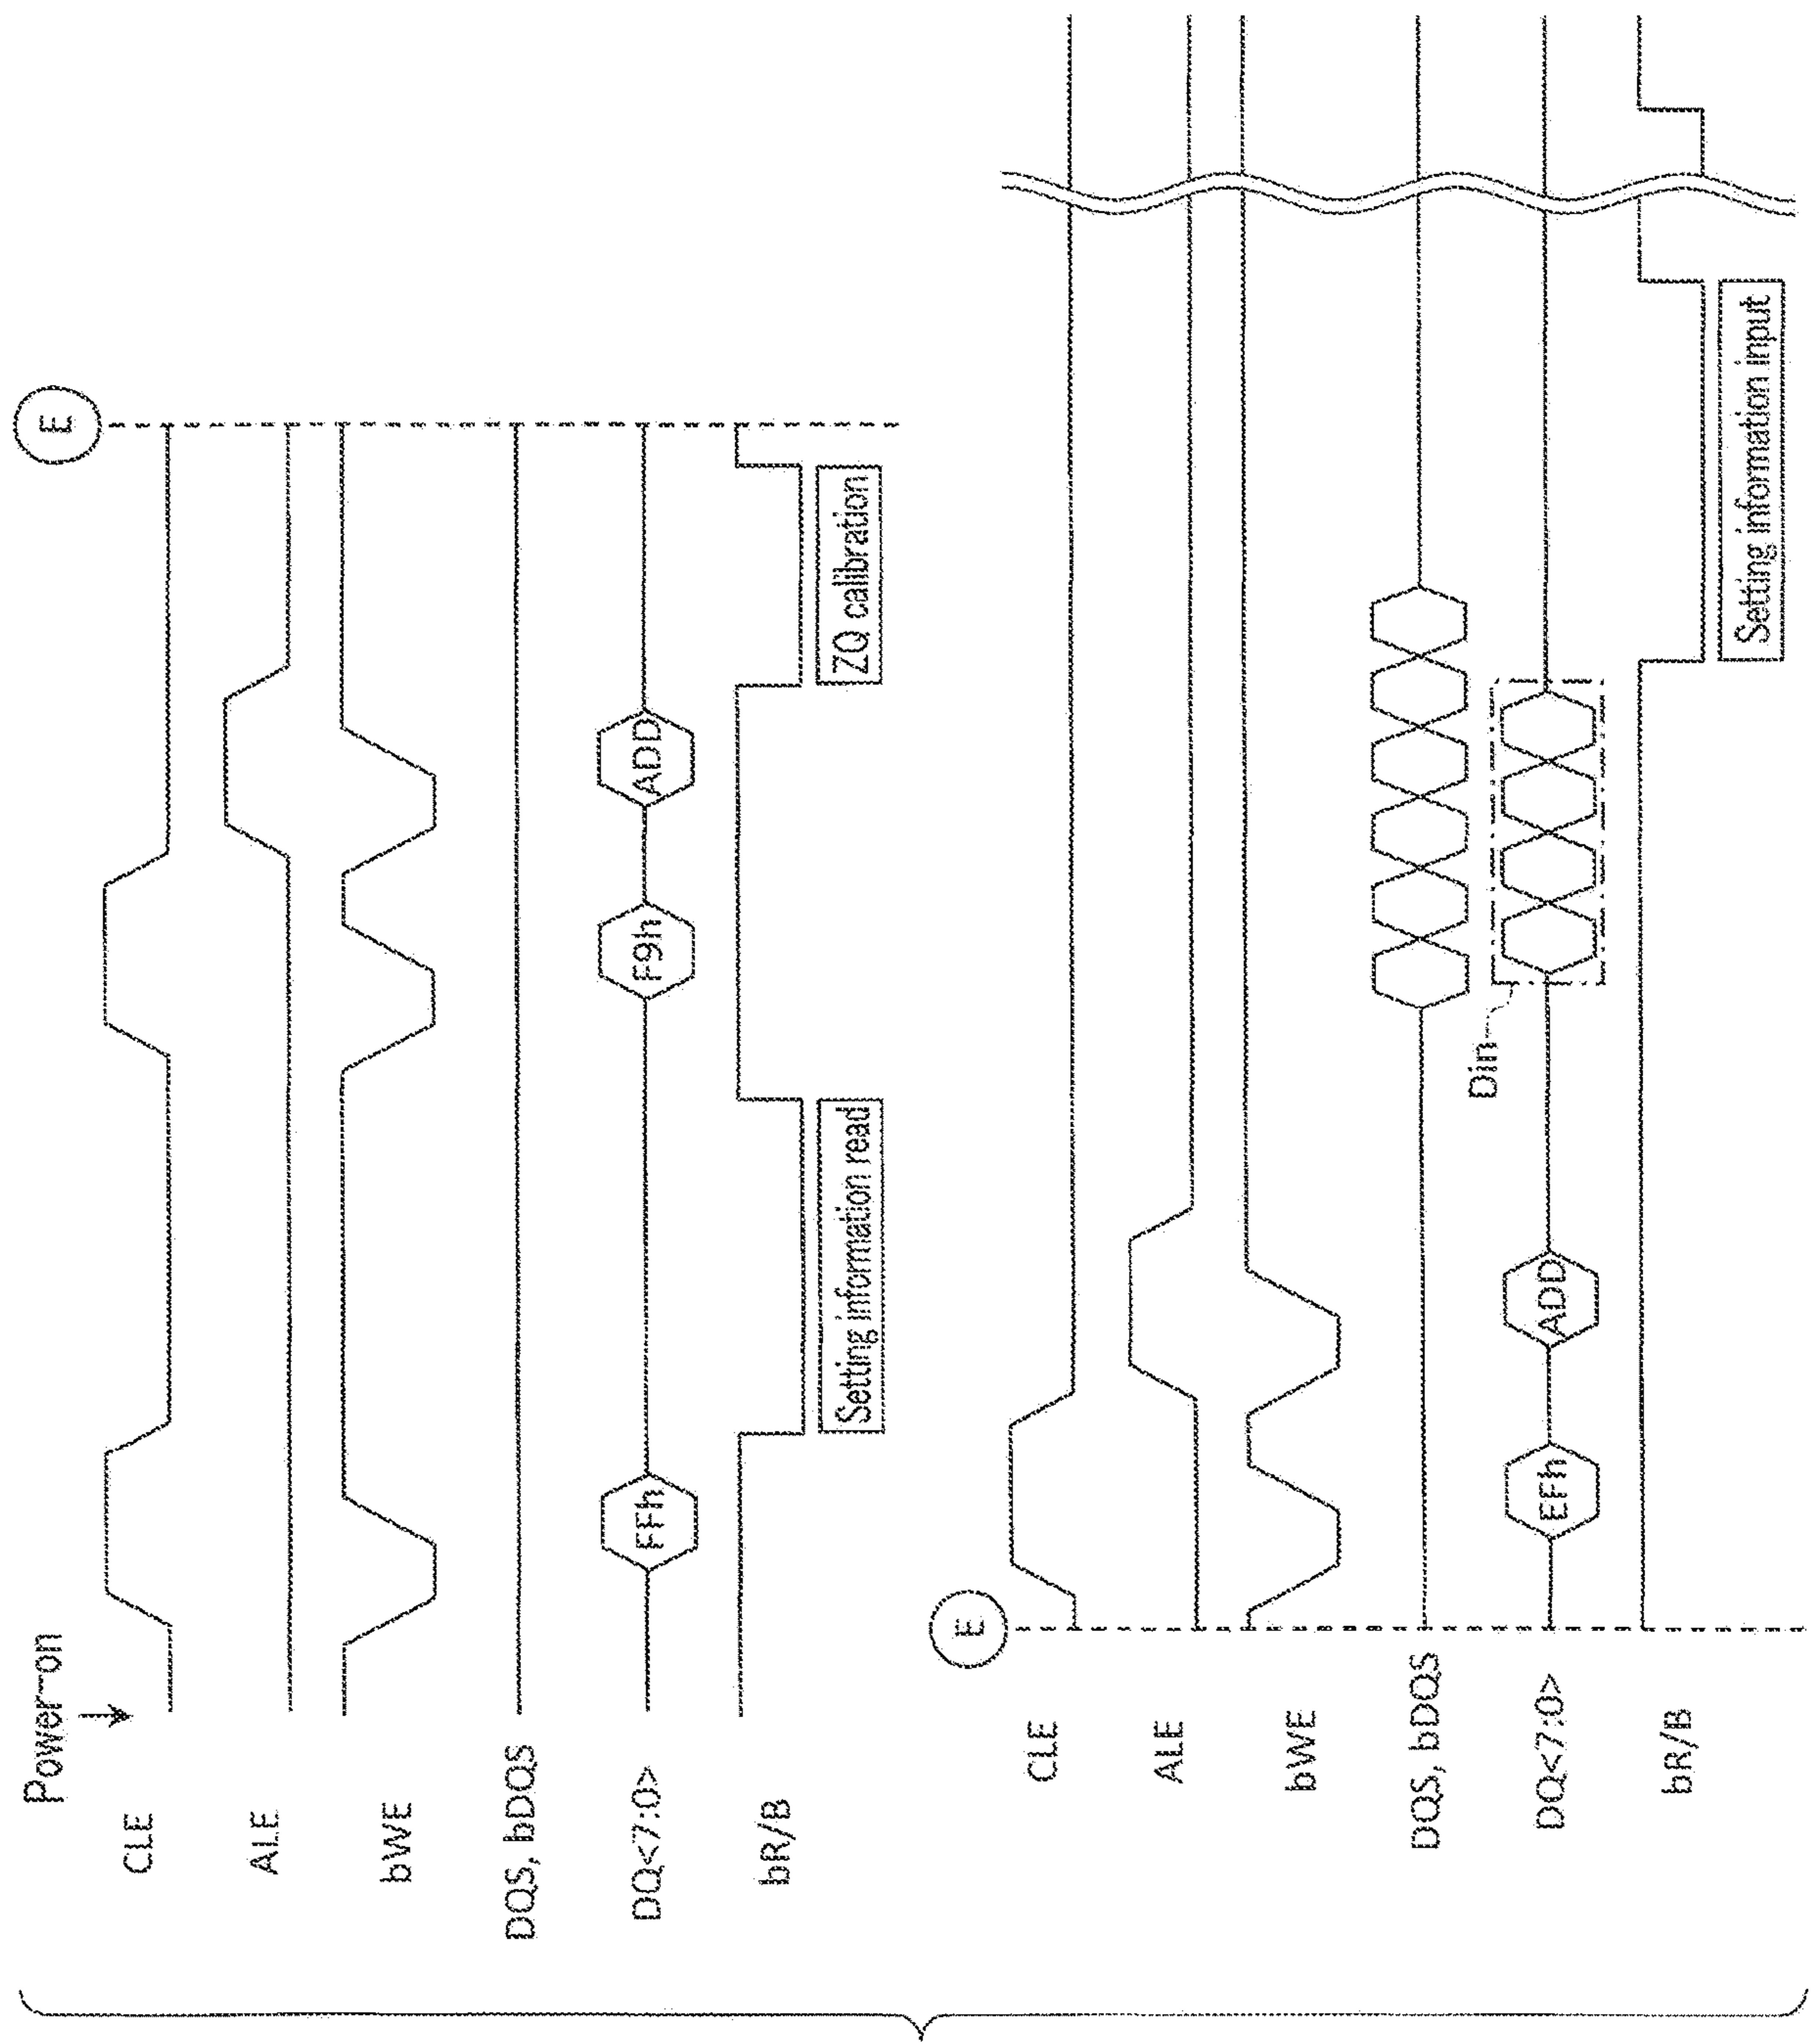 Power-on
E
CLE
ALE
bWE
DQS, bDQS
DQ<7:0>
FFh
F9h
ADD
bR/B
Setting information read
ZQ calibration
E
CLE
ALE
bWE
DQS, bDQS
DQ<7:0>
EFh
ADD
Din
bR/B
Setting information input